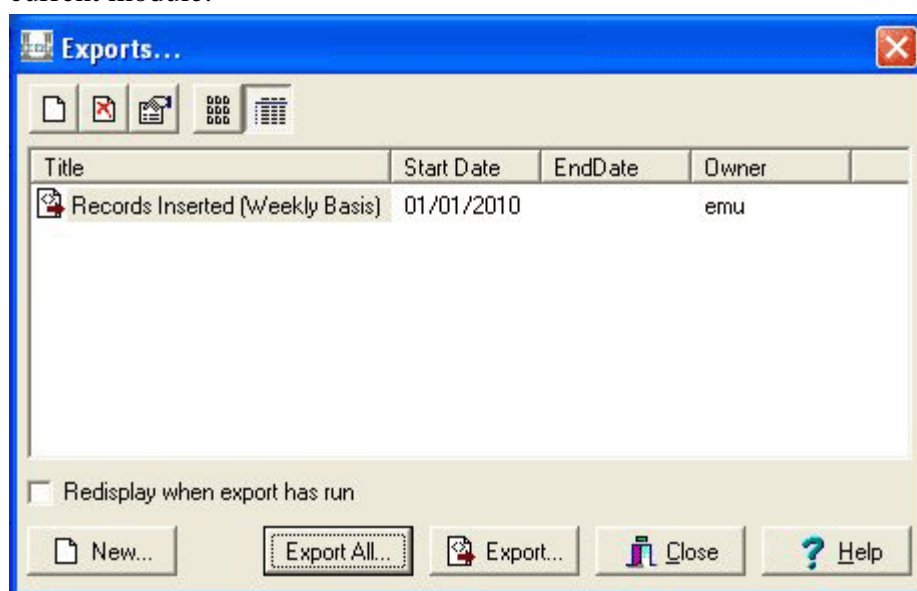 Exports...
Title Start Date EndDate Owner
Records Inserted (Weekly Basis) 01/01/2010 emu
Redisplay when export has run
New... Export All... Export... Close Help